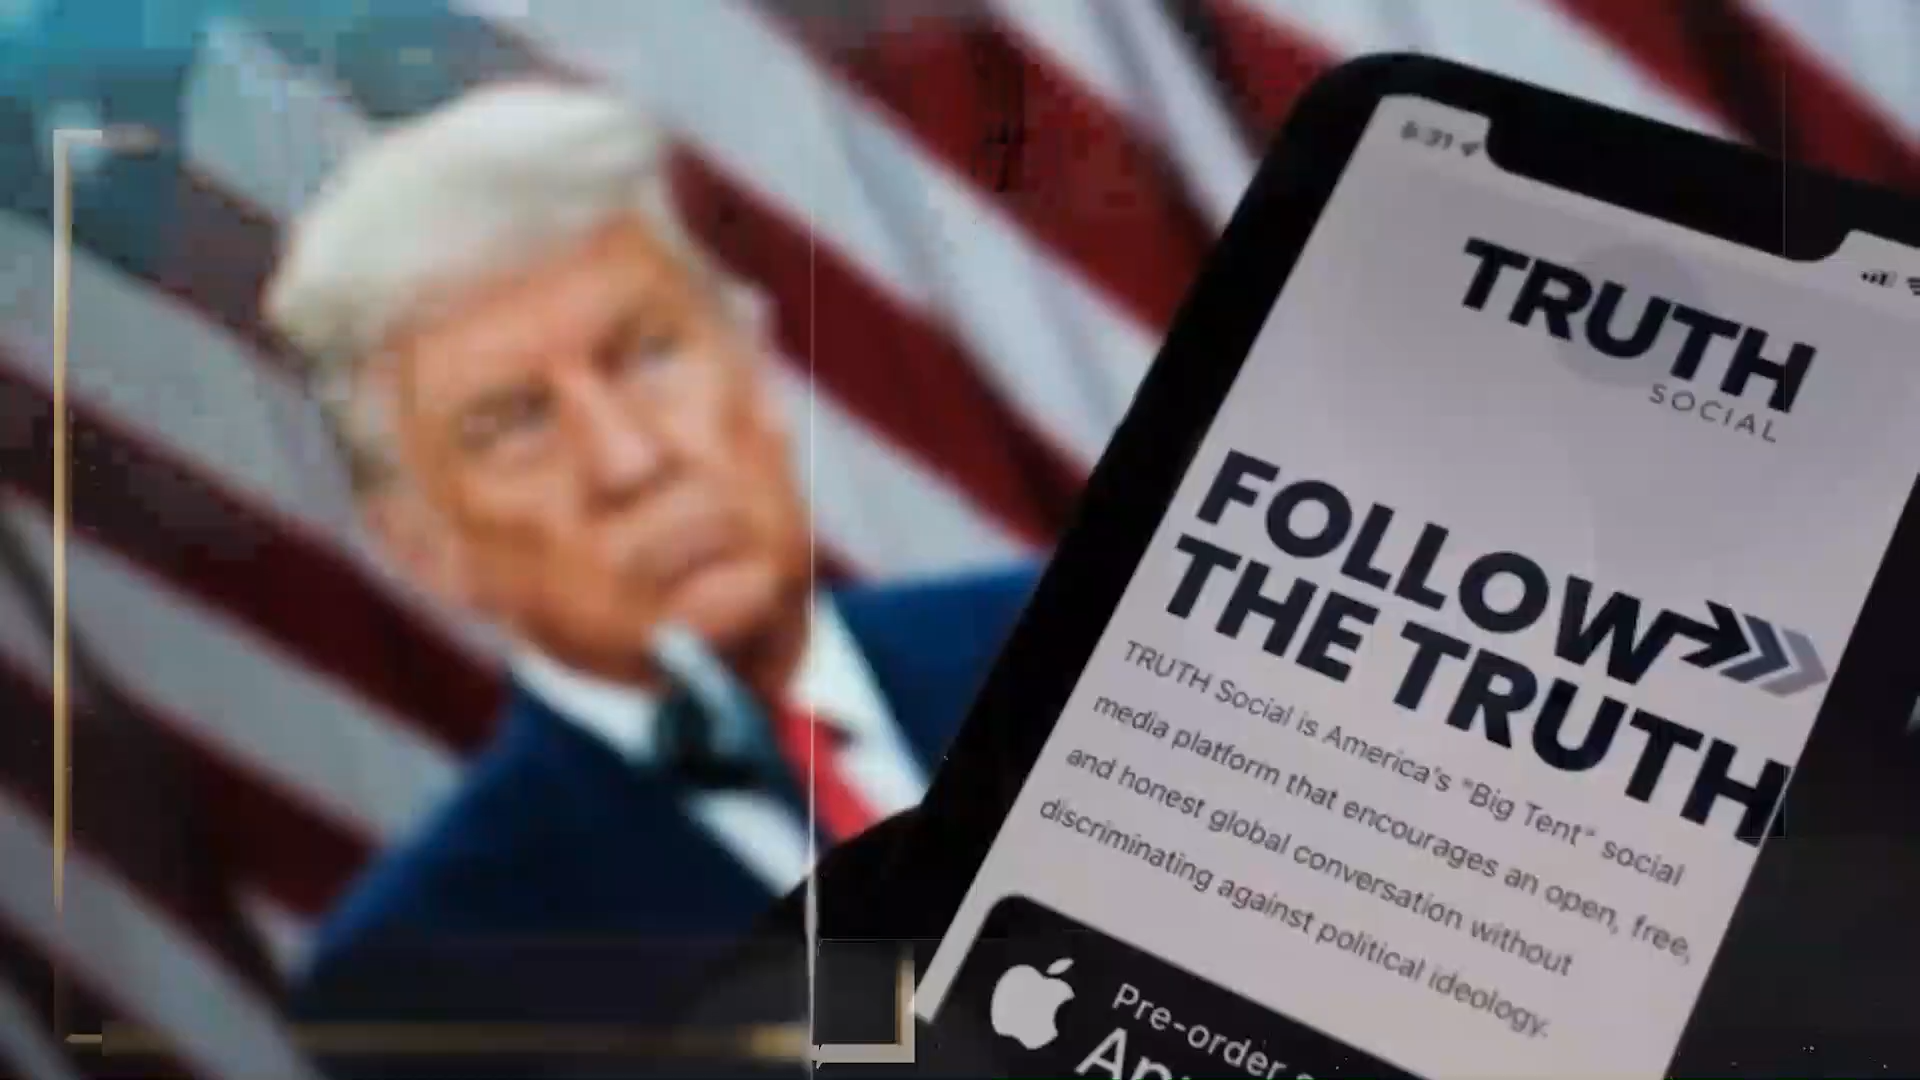 TRUTH
SOCIAL
FOLLOW
THE TRUTH
TRUTH Social is America's "Big Tent" social
media platform that encourages an open, free,
and honest global conversation without
discriminating against political ideology.
Pre-order